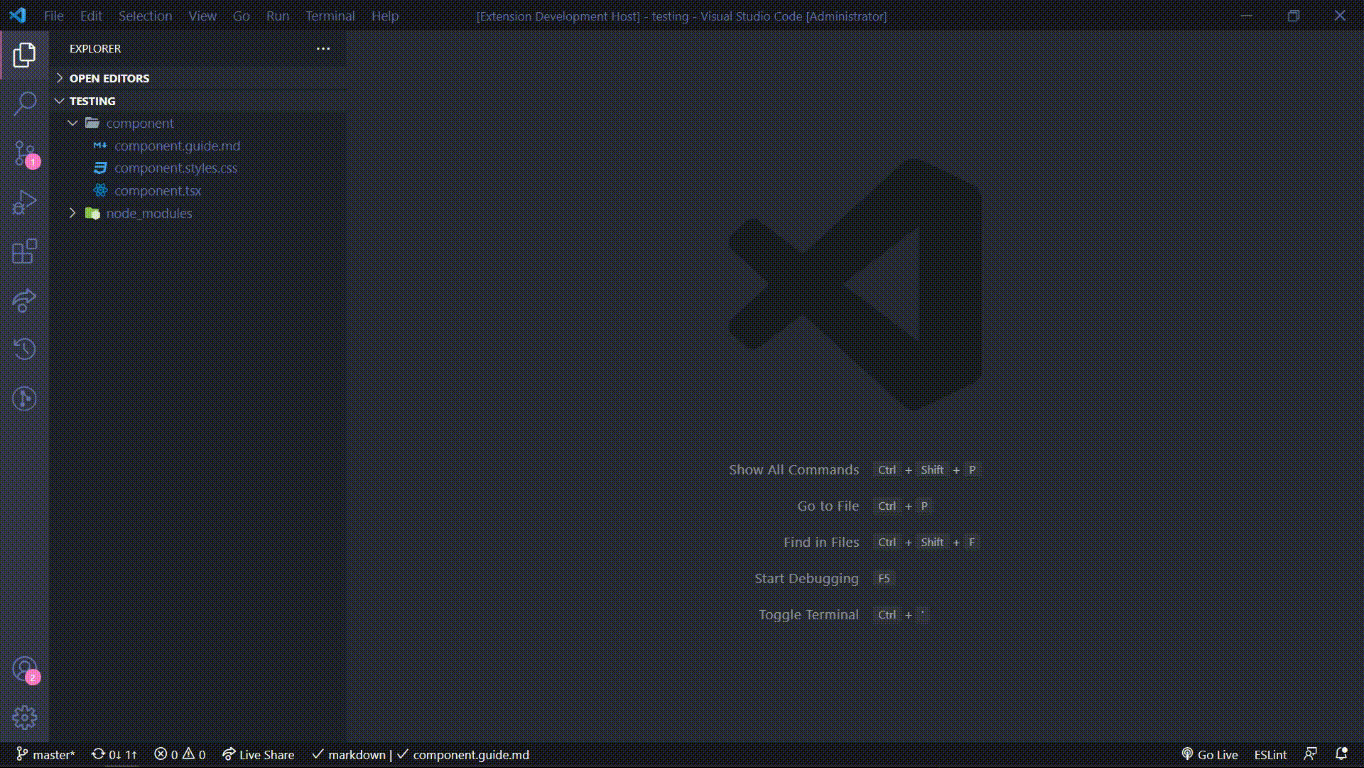 File Edit Selection View Go Run Terminal Help [Extension Development Host] - testing - Visual Studio Code [Administrator]
EXPLORER ···
OPEN EDITORS
TESTING
component
component.guide.md
component.styles.css
component.tsx
node_modules
1
2
Show All Commands Ctrl + Shift + P
Go to File Ctrl + P
Find in Files Ctrl + Shift + F
Start Debugging F5
Toggle Terminal Ctrl + `
master* 0↓ 1↑ 0 0 Live Share ✓ markdown | ✓ component.guide.md Go Live ESLint